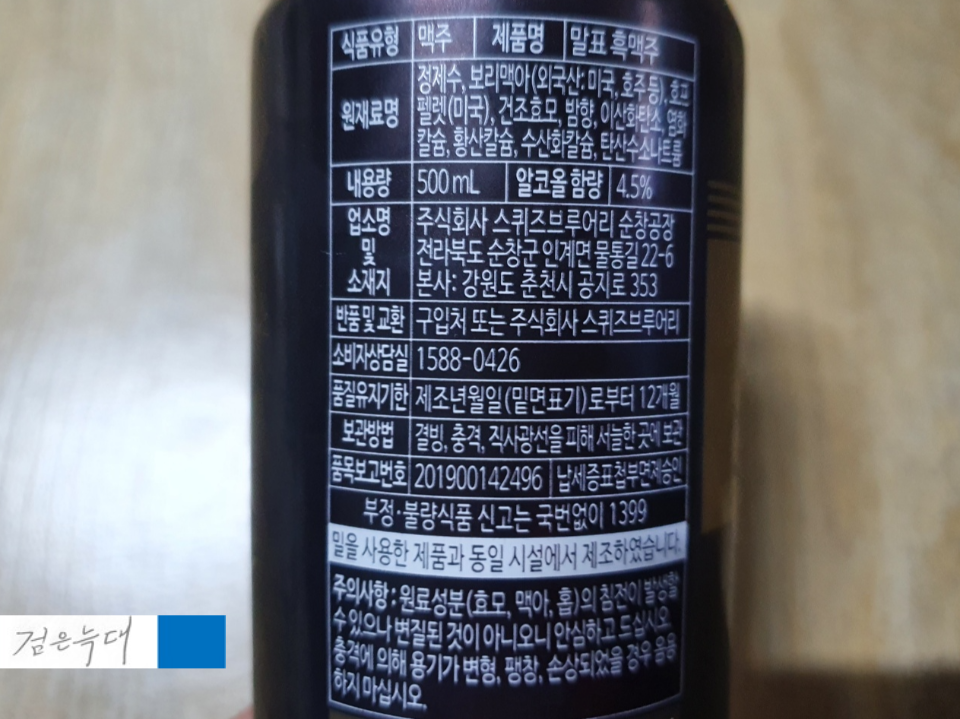 식품유형 맥주 제품명 말표 흑맥주
원재료명
정제수, 보리맥아(외국산: 미국, 호주 등), 호프
펠렛(미국), 건조효모, 밤향, 이산화탄소, 염화
칼슘, 황산칼슘, 수산화칼슘, 탄산수소나트륨
내용량 500mL 알코올 함량 4.5%
업소명 주식회사 스퀴즈브루어리 순창공장
및 전라북도 순창군 인계면 물통길 22-6
소재지 본사: 강원도 춘천시 공지로 353
반품 및 교환 구입처 또는 주식회사 스퀴즈브루어리
소비자상담실 1588-0426
품질유지기한 제조년월일(밑면표기)로부터 12개월
보관방법 결빙, 충격, 직사광선을 피해 서늘한 곳에 보관
품목보고번호 201900142496 납세증표첩부면제승인
부정·불량식품 신고는 국번없이 1399
밀을 사용한 제품과 동일 시설에서 제조하였습니다.
주의사항: 원료성분(효모, 맥아, 홉)의 침전이 발생할
수 있으나 변질된 것이 아니오니 안심하고 드십시오.
충격에 의해 용기가 변형, 팽창, 손상되었을 경우 음용
하지 마십시오.
검은늑대